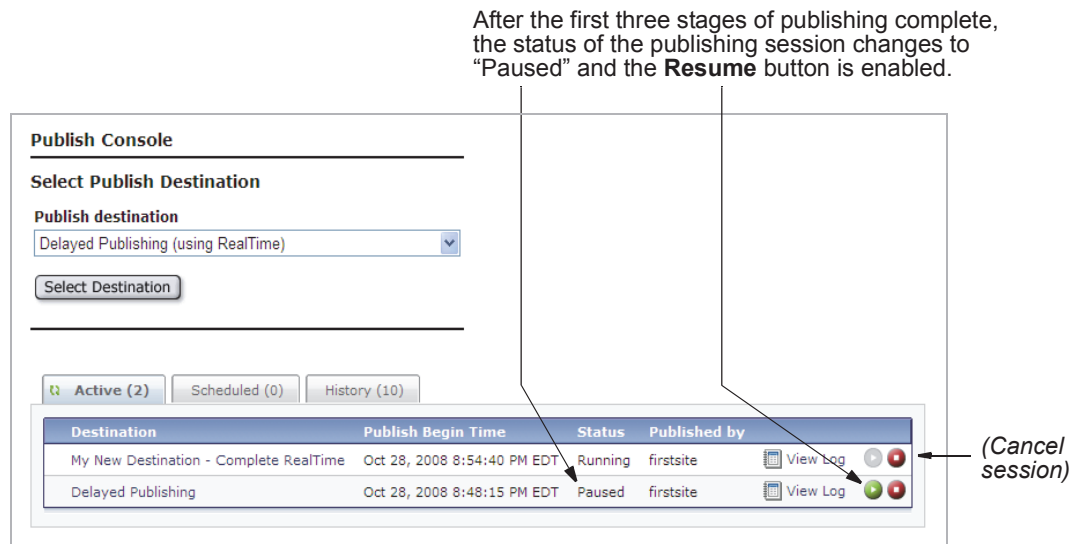 After the first three stages of publishing complete,
the status of the publishing session changes to
“Paused” and the Resume button is enabled.
Publish Console
Select Publish Destination
Publish destination
Delayed Publishing (using RealTime)
Select Destination
Active (2) Scheduled (0) History (10)
Destination Publish Begin Time Status Published by
My New Destination - Complete RealTime Oct 28, 2008 8:54:40 PM EDT Running firstsite View Log
Delayed Publishing Oct 28, 2008 8:48:15 PM EDT Paused firstsite View Log
(Cancel
session)